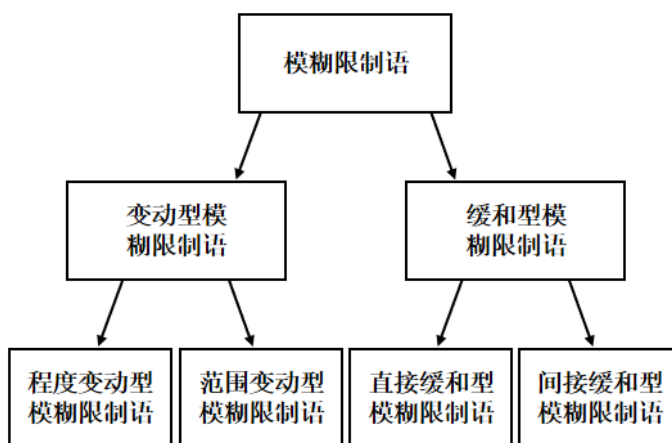 模糊限制语
变动型模
糊限制语
缓和型模
糊限制语
程度变动型
模糊限制语
范围变动型
模糊限制语
直接缓和型
模糊限制语
间接缓和型
模糊限制语